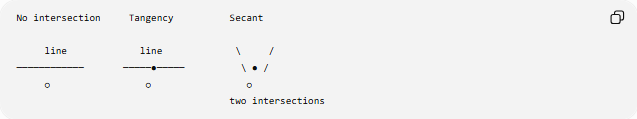 No intersection Tangency Secant
line line \ /
──────────── ─────●───── \ ● /
○ ○ ○
two intersections